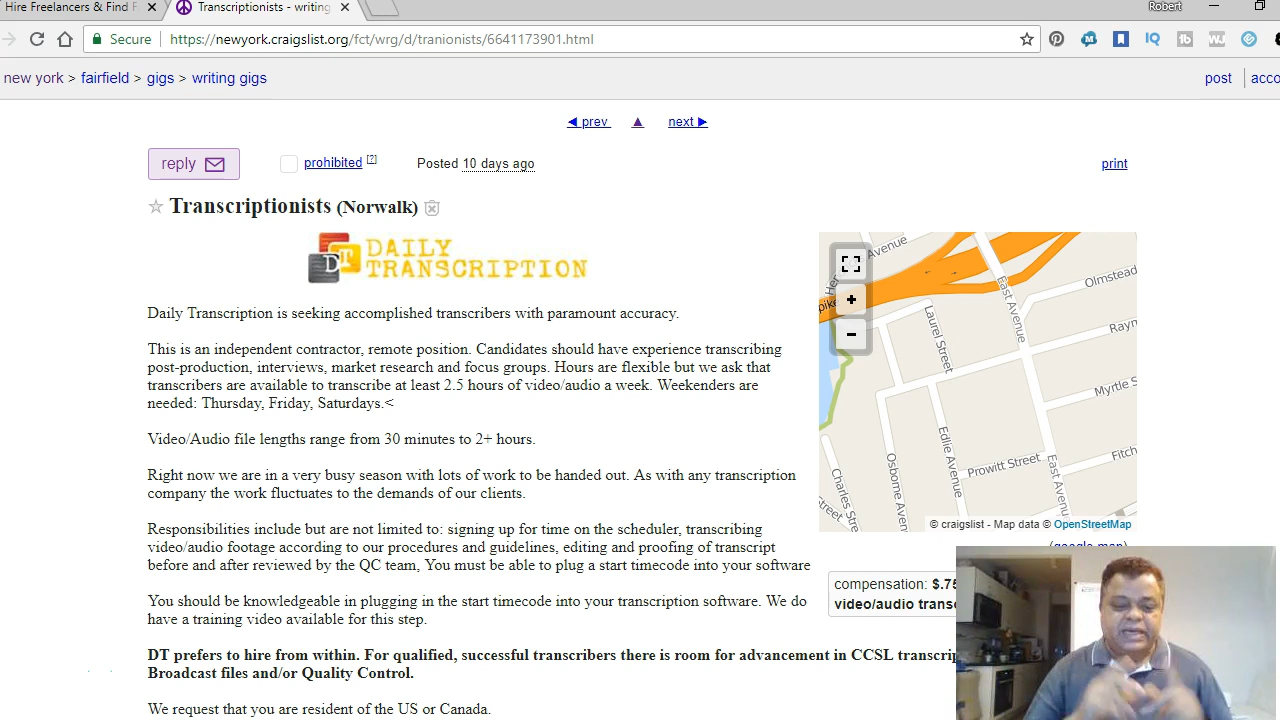 Hire Freelancers & Find F
Transcriptionists - writing
Robert
Secure
https://newyork.craigslist.org/fct/wrg/d/tranionists/6641173901.html
new york > fairfield > gigs > writing gigs
post
acco
◀ prev ▲ next ▶
reply
prohibited [?]
Posted 10 days ago
print
☆ Transcriptionists (Norwalk)
DT DAILY
TRANSCRIPTION
Daily Transcription is seeking accomplished transcribers with paramount accuracy.
This is an independent contractor, remote position. Candidates should have experience transcribing
post-production, interviews, market research and focus groups. Hours are flexible but we ask that
transcribers are available to transcribe at least 2.5 hours of video/audio a week. Weekenders are
needed: Thursday, Friday, Saturdays.<
Video/Audio file lengths range from 30 minutes to 2+ hours.
Right now we are in a very busy season with lots of work to be handed out. As with any transcription
company the work fluctuates to the demands of our clients.
Responsibilities include but are not limited to: signing up for time on the scheduler, transcribing
video/audio footage according to our procedures and guidelines, editing and proofing of transcript
before and after reviewed by the QC team, You must be able to plug a start timecode into your software
You should be knowledgeable in plugging in the start timecode into your transcription software. We do
have a training video available for this step.
DT prefers to hire from within. For qualified, successful transcribers there is room for advancement in CCSL transcrip
Broadcast files and/or Quality Control.
We request that you are resident of the US or Canada.
Avenue
+
−
Laurel Street
East Avenue
Olmstead
Raym
Myrtle S
Edlie Avenue
Prowitt Street
East Avenue
Fitch
Osborne Aven
Charles Stre
Street
© craigslist - Map data © OpenStreetMap
(google map)
compensation: $.75
video/audio trans